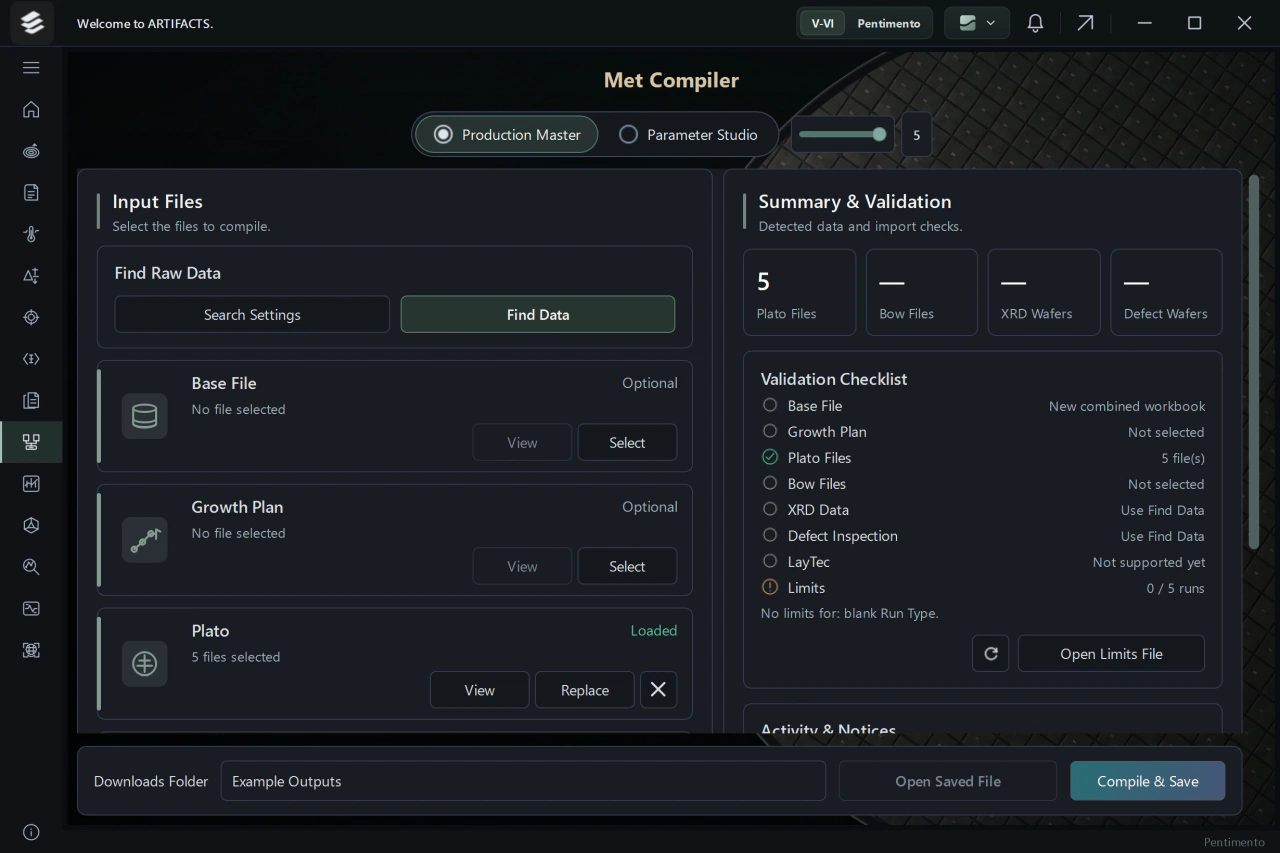 Welcome to ARTIFACTS.
V-VI
Pentimento
Met Compiler
Production Master
Parameter Studio
5
Input Files
Select the files to compile.
Find Raw Data
Search Settings
Find Data
Base File
Optional
No file selected
View
Select
Growth Plan
Optional
No file selected
View
Select
Plato
Loaded
5 files selected
View
Replace
Summary & Validation
Detected data and import checks.
5
Plato Files
—
Bow Files
—
XRD Wafers
—
Defect Wafers
Validation Checklist
Base File
New combined workbook
Growth Plan
Not selected
Plato Files
5 file(s)
Bow Files
Not selected
XRD Data
Use Find Data
Defect Inspection
Use Find Data
LayTec
Not supported yet
Limits
0 / 5 runs
No limits for: blank Run Type.
Open Limits File
Activity & Notices
Downloads Folder
Example Outputs
Open Saved File
Compile & Save
Pentimento